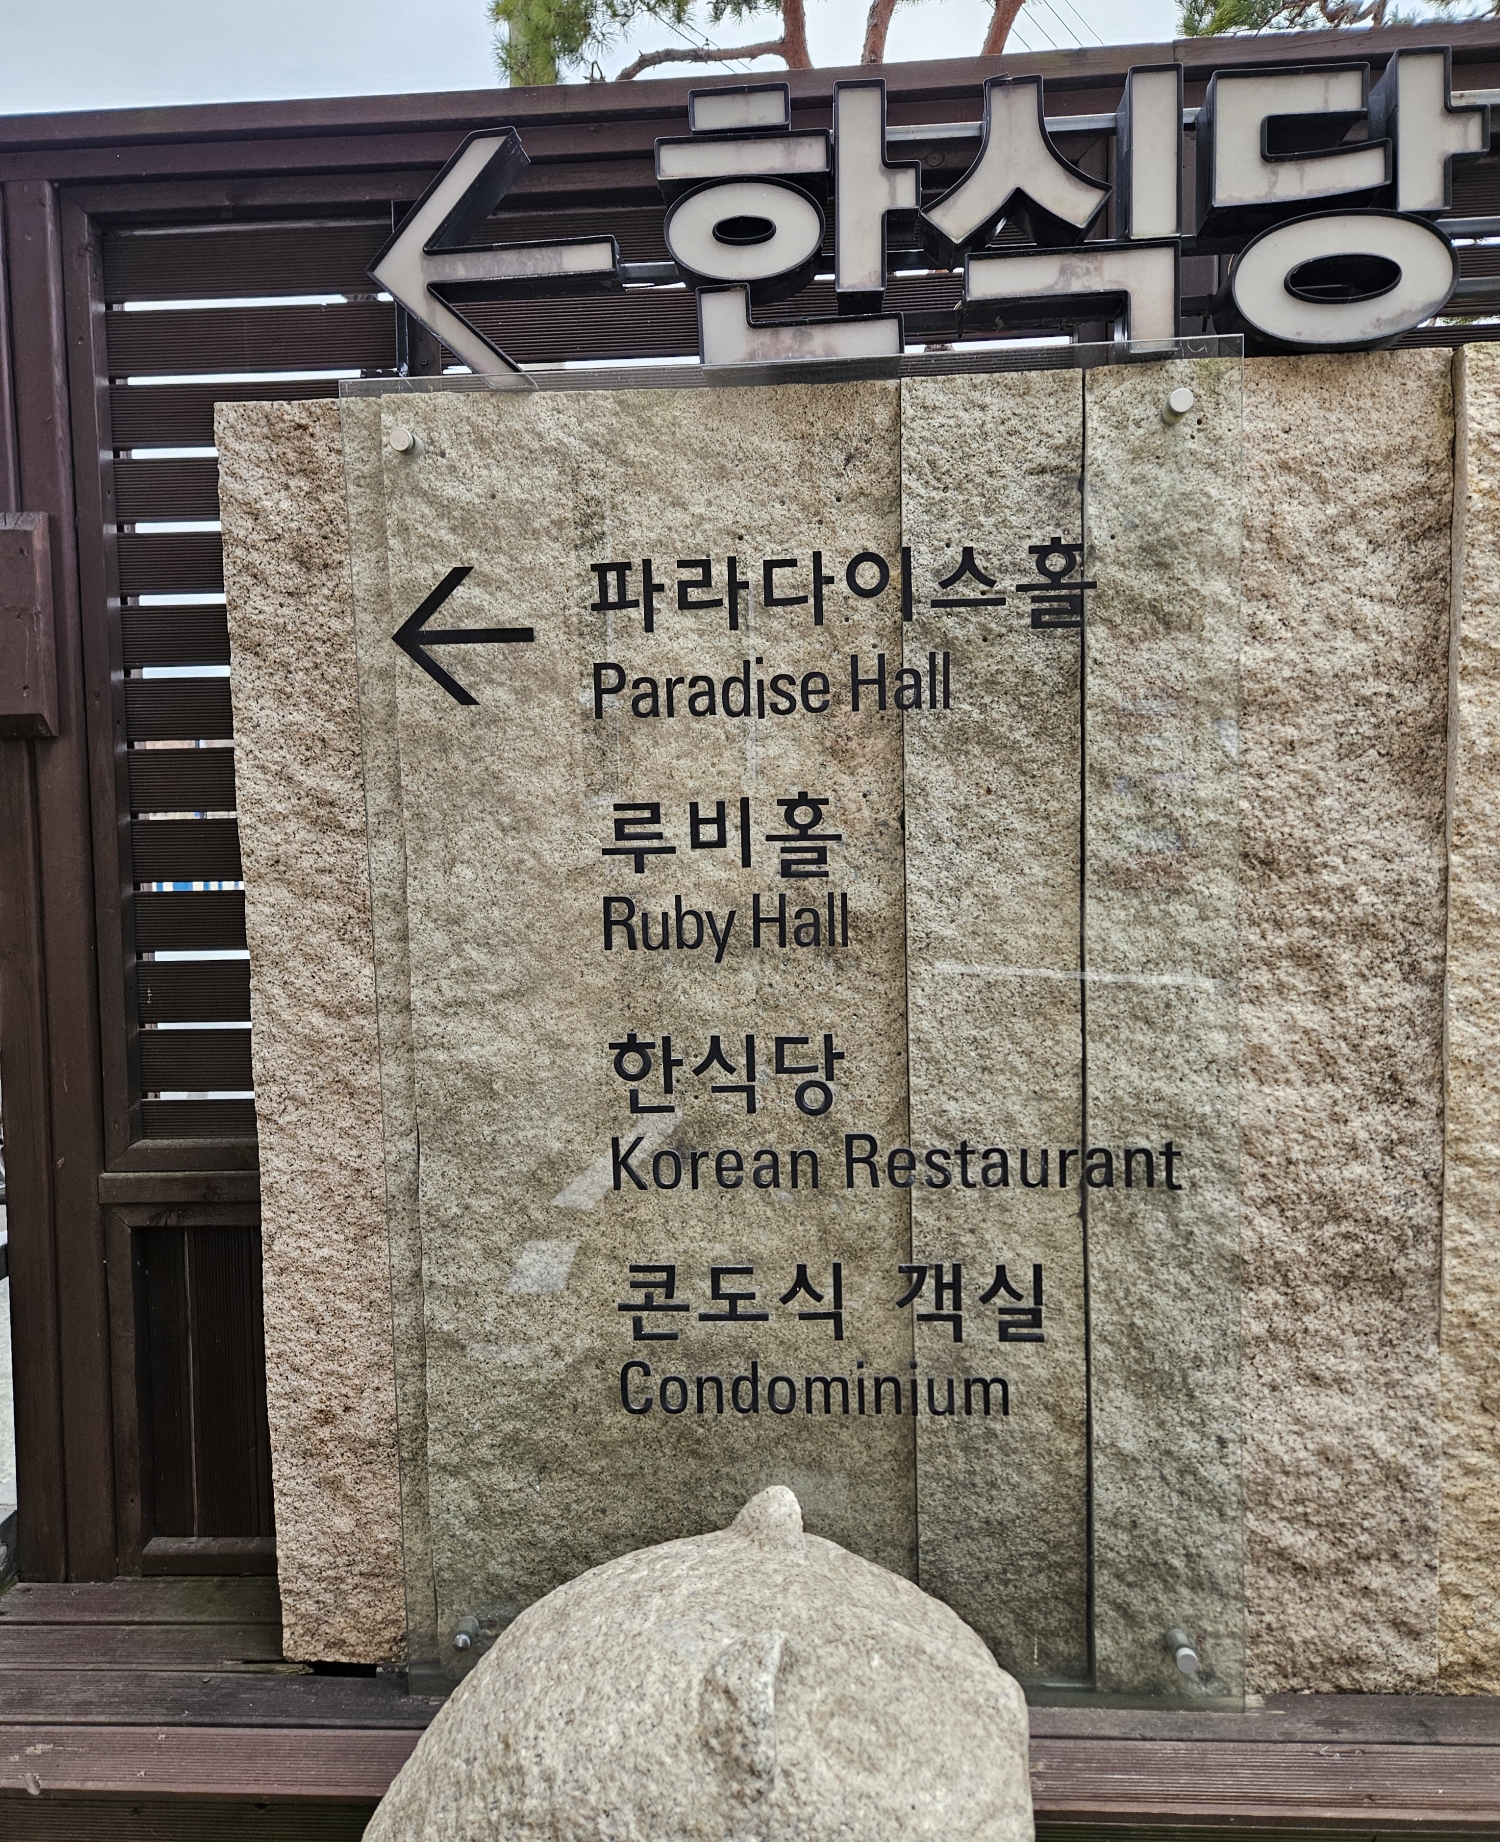 ← 한식당
← 파라다이스홀
Paradise Hall
루비홀
Ruby Hall
한식당
Korean Restaurant
콘도식 객실
Condominium